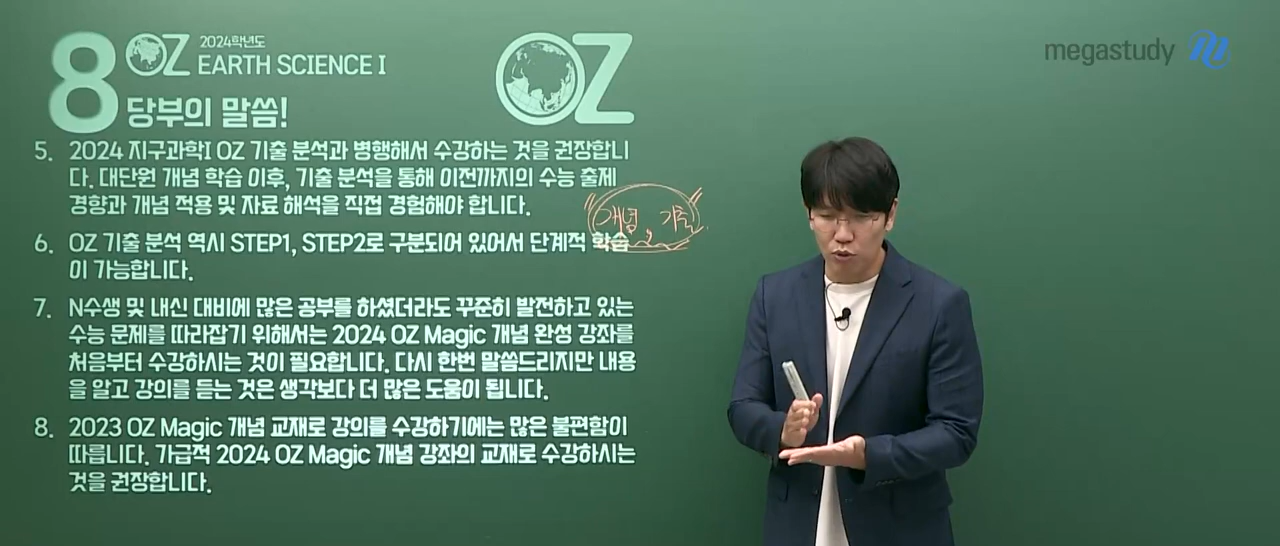 8
OZ
2024학년도
EARTH SCIENCE I
당부의 말씀!
OZ
megastudy
5. 2024 지구과학I OZ 기출 분석과 병행해서 수강하는 것을 권장합니
다. 대단원 개념 학습 이후, 기출 분석을 통해 이전까지의 수능 출제
경향과 개념 적용 및 자료 해석을 직접 경험해야 합니다.
개념, 기출
6. OZ 기출 분석 역시 STEP1, STEP2로 구분되어 있어서 단계적 학습
이 가능합니다.
7. N수생 및 내신 대비에 많은 공부를 하셨더라도 꾸준히 발전하고 있는
수능 문제를 따라잡기 위해서는 2024 OZ Magic 개념 완성 강좌를
처음부터 수강하시는 것이 필요합니다. 다시 한번 말씀드리지만 내용
을 알고 강의를 듣는 것은 생각보다 더 많은 도움이 됩니다.
8. 2023 OZ Magic 개념 교재로 강의를 수강하기에는 많은 불편함이
따릅니다. 가급적 2024 OZ Magic 개념 강좌의 교재로 수강하시는
것을 권장합니다.